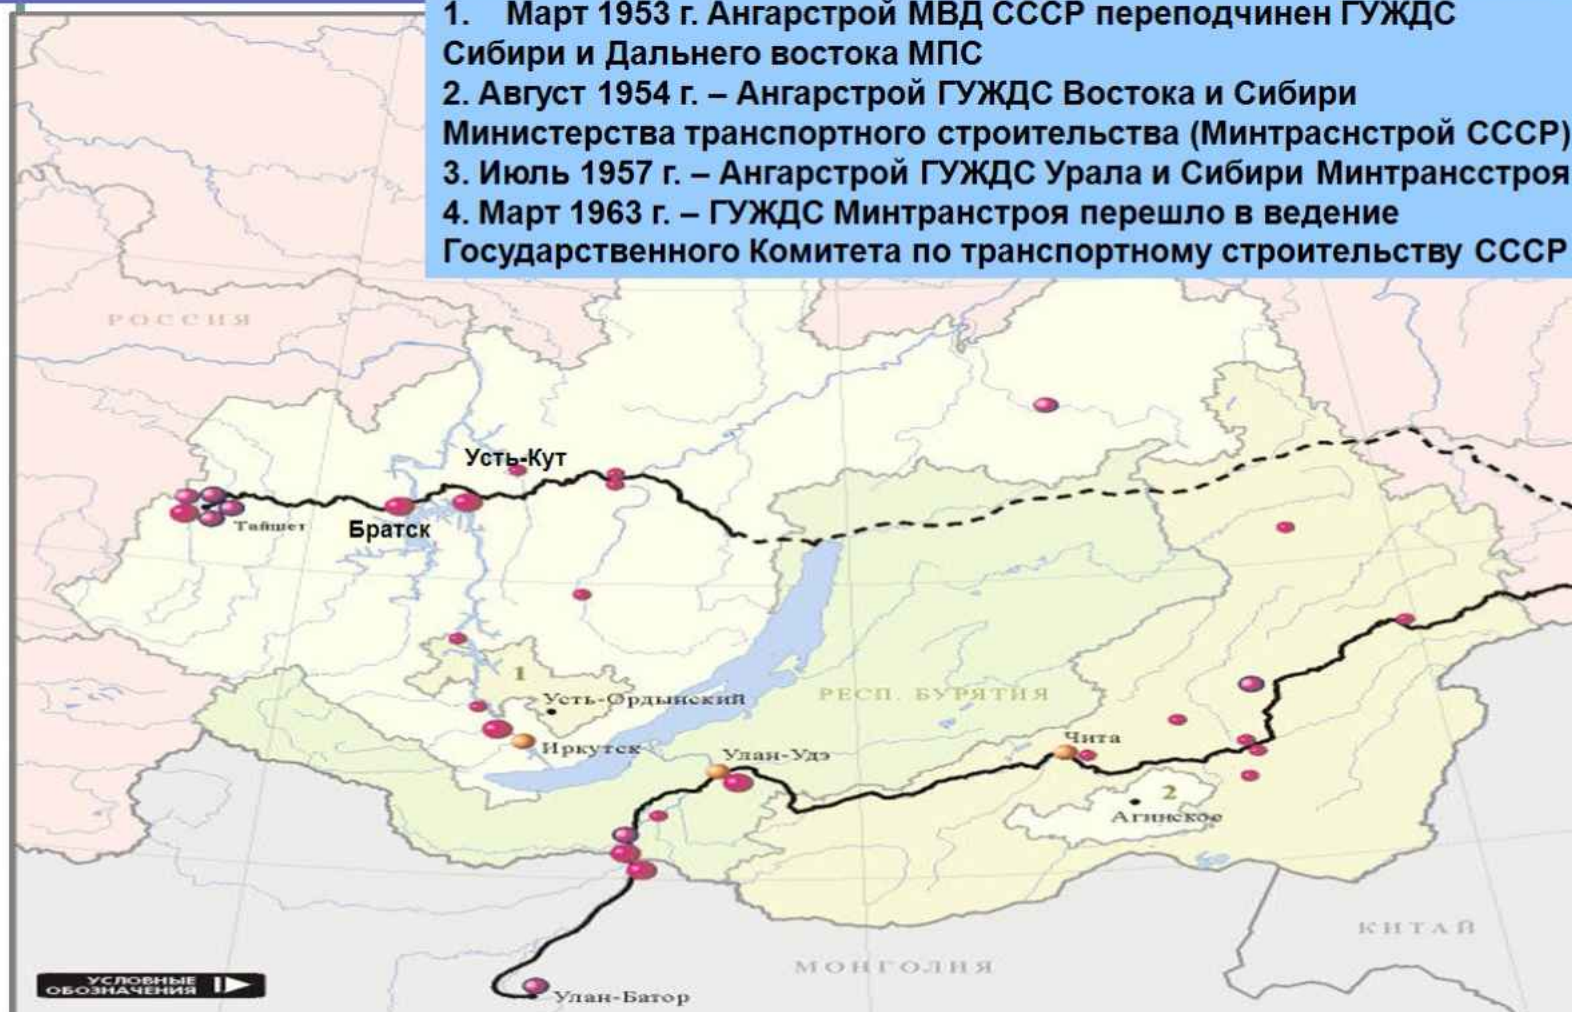 1. Март 1953 г. Ангарстрой МВД СССР переподчинен ГУЖДС
Сибири и Дальнего востока МПС
2. Август 1954 г. – Ангарстрой ГУЖДС Востока и Сибири
Министерства транспортного строительства (Минтраснстрой СССР)
3. Июль 1957 г. – Ангарстрой ГУЖДС Урала и Сибири Минтрансстроя
4. Март 1963 г. – ГУЖДС Минтранстроя перешло в ведение
Государственного Комитета по транспортному строительству СССР
РОССИЯ
Усть-Кут
Тайшет
Братск
1
Усть-Ордынский
РЕСП. БУРЯТИЯ
Иркутск
Улан-Удэ
Чита
2
Агинское
КИТАЙ
МОНГОЛИЯ
УСЛОВНЫЕ
ОБОЗНАЧЕНИЯ
Улан-Батор